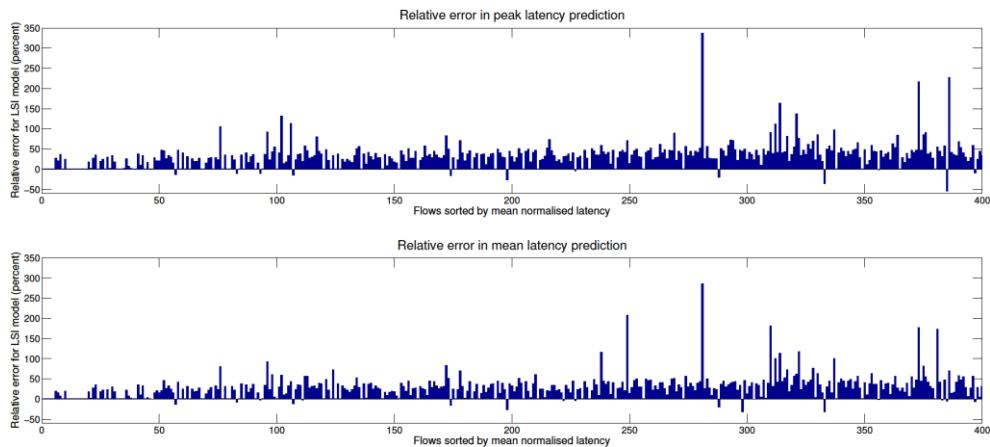 Relative error in peak latency prediction
Relative error for LSI model (percent)
350
300
250
200
150
100
50
0
−50
0 50 100 150 200 250 300 350 400
Flows sorted by mean normalised latency
Relative error in mean latency prediction
Relative error for LSI model (percent)
350
300
250
200
150
100
50
0
−50
0 50 100 150 200 250 300 350 400
Flows sorted by mean normalised latency